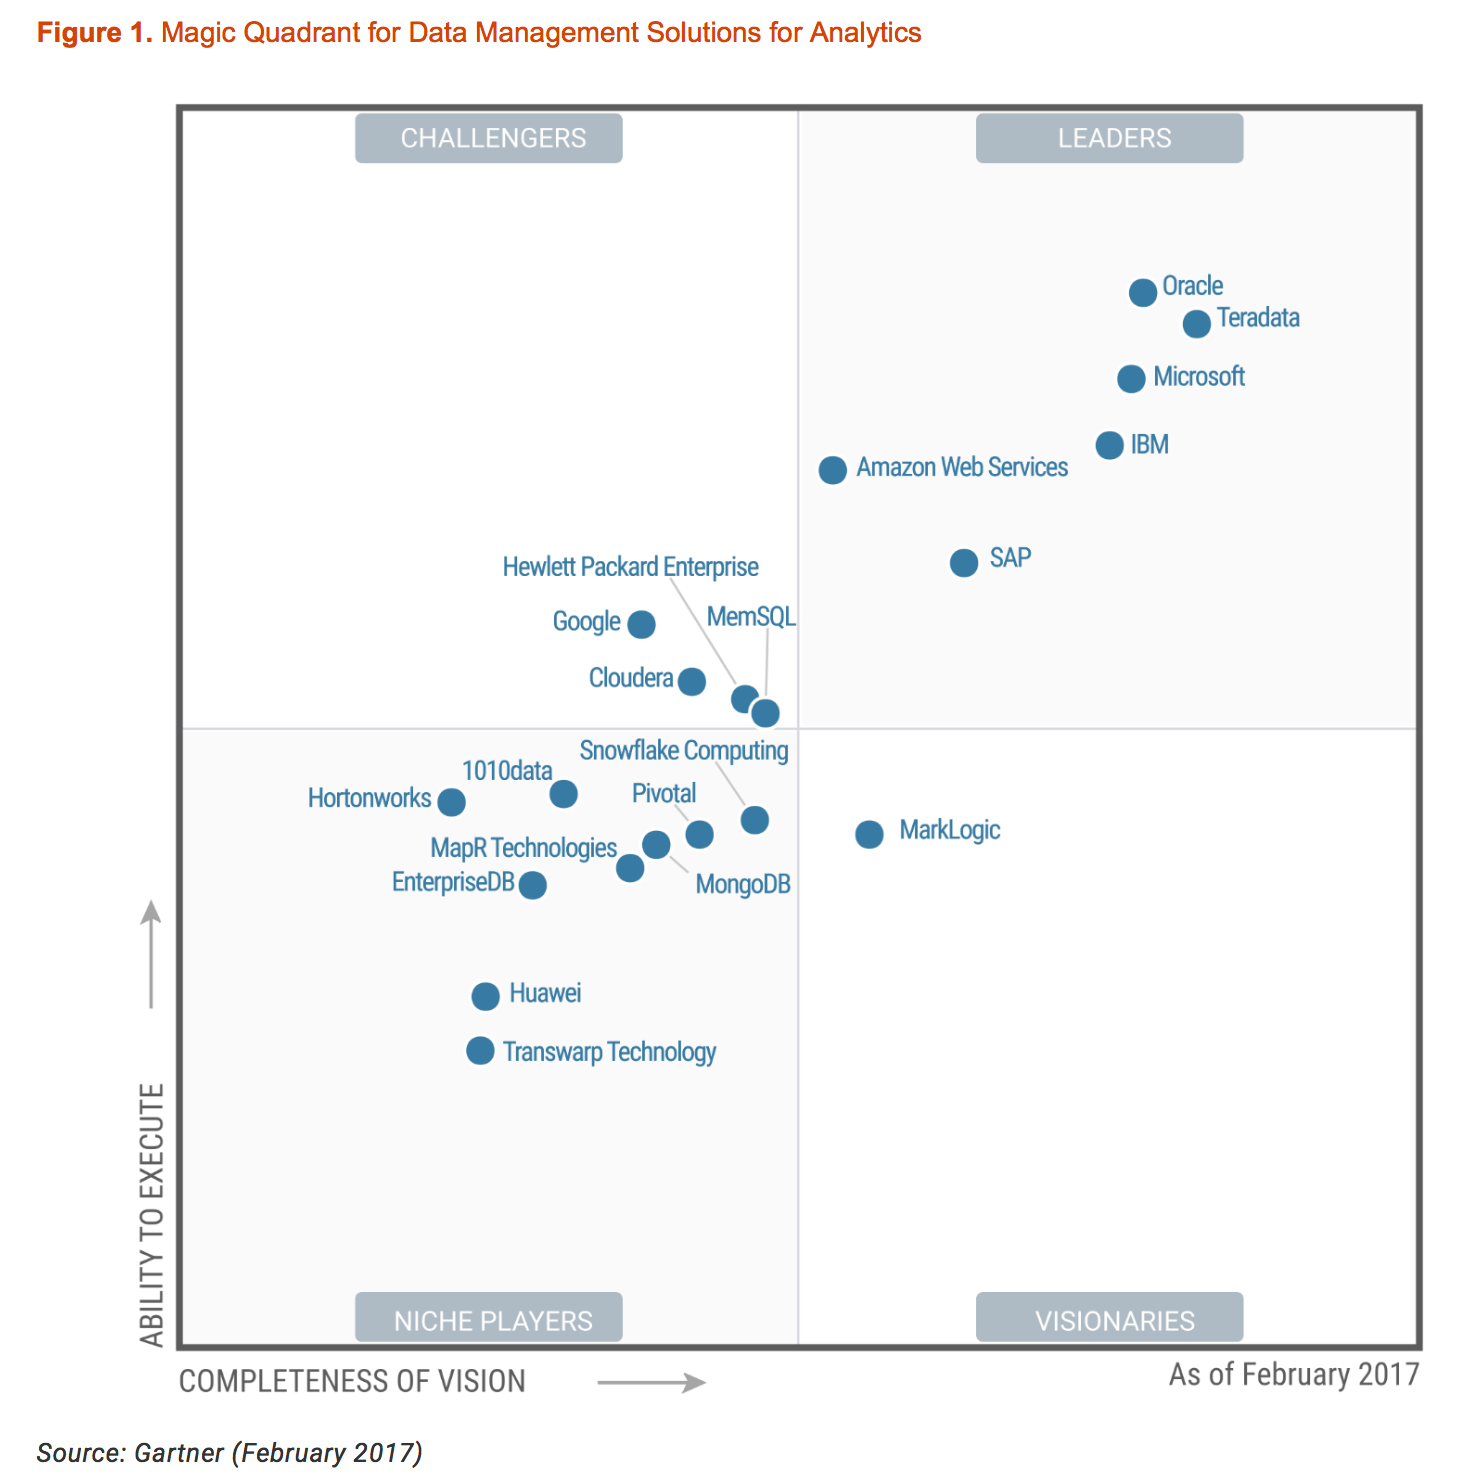 Figure 1. Magic Quadrant for Data Management Solutions for Analytics
CHALLENGERS
LEADERS
Oracle
Teradata
Microsoft
IBM
Amazon Web Services
SAP
Hewlett Packard Enterprise
Google
MemSQL
Cloudera
Snowflake Computing
1010data
Hortonworks
Pivotal
MapR Technologies
EnterpriseDB
MongoDB
MarkLogic
Huawei
Transwarp Technology
ABILITY TO EXECUTE
NICHE PLAYERS
VISIONARIES
COMPLETENESS OF VISION
As of February 2017
Source: Gartner (February 2017)